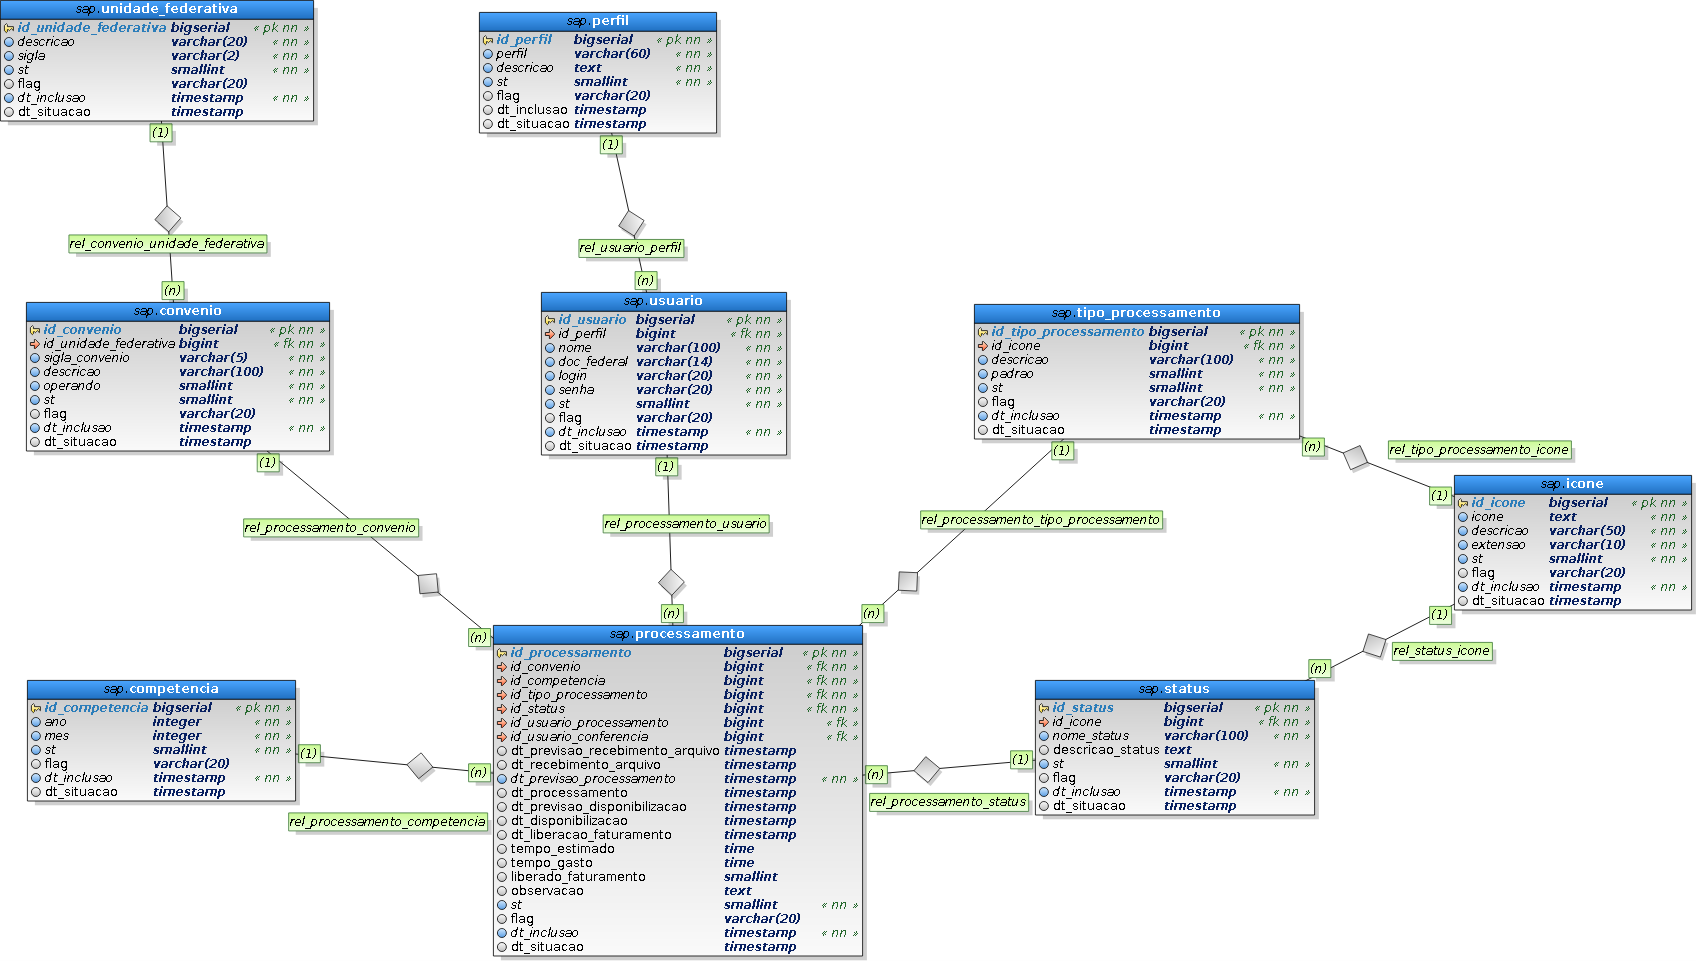 sap.unidade_federativa
id_unidade_federativa bigserial « pk nn »
descricao varchar(20) « nn »
sigla varchar(2) « nn »
st smallint « nn »
flag varchar(20)
dt_inclusao timestamp « nn »
dt_situacao timestamp
(1)
rel_convenio_unidade_federativa
(n)
sap.perfil
id_perfil bigserial « pk nn »
perfil varchar(60) « nn »
descricao text « nn »
st smallint « nn »
flag varchar(20)
dt_inclusao timestamp
dt_situacao timestamp
(1)
rel_usuario_perfil
(n)
sap.convenio
id_convenio bigserial « pk nn »
id_unidade_federativa bigint « fk nn »
sigla_convenio varchar(5) « nn »
descricao varchar(100) « nn »
operando smallint « nn »
st smallint « nn »
flag varchar(20)
dt_inclusao timestamp « nn »
dt_situacao timestamp
(1)
rel_processamento_convenio
(n)
sap.usuario
id_usuario bigserial « pk nn »
id_perfil bigint « fk nn »
nome varchar(100) « nn »
doc_federal varchar(14) « nn »
login varchar(20) « nn »
senha varchar(20) « nn »
st smallint « nn »
flag varchar(20)
dt_inclusao timestamp « nn »
dt_situacao timestamp
(1)
rel_processamento_usuario
(n)
sap.tipo_processamento
id_tipo_processamento bigserial « pk nn »
id_icone bigint « fk nn »
descricao varchar(100) « nn »
padrao smallint « nn »
st smallint « nn »
flag varchar(20)
dt_inclusao timestamp « nn »
dt_situacao timestamp
(1)
rel_processamento_tipo_processamento
(n)
(n)
rel_tipo_processamento_icone
(1)
sap.icone
id_icone bigserial « pk nn »
icone text « nn »
descricao varchar(50) « nn »
extensao varchar(10) « nn »
st smallint « nn »
flag varchar(20)
dt_inclusao timestamp « nn »
dt_situacao timestamp
(1)
rel_status_icone
(n)
sap.competencia
id_competencia bigserial « pk nn »
ano integer « nn »
mes integer « nn »
st smallint « nn »
flag varchar(20)
dt_inclusao timestamp « nn »
dt_situacao timestamp
(1)
(n)
rel_processamento_competencia
sap.processamento
id_processamento bigserial « pk nn »
id_convenio bigint « fk nn »
id_competencia bigint « fk nn »
id_tipo_processamento bigint « fk nn »
id_status bigint « fk nn »
id_usuario_processamento bigint « fk »
id_usuario_conferencia bigint « fk »
dt_previsao_recebimento_arquivo timestamp
dt_recebimento_arquivo timestamp
dt_previsao_processamento timestamp « nn »
dt_processamento timestamp
dt_previsao_disponibilizacao timestamp
dt_disponibilizacao timestamp
dt_liberacao_faturamento timestamp
tempo_estimado time
tempo_gasto time
liberado_faturamento smallint
observacao text
st smallint « nn »
flag varchar(20)
dt_inclusao timestamp « nn »
dt_situacao timestamp
(n)
(1)
rel_processamento_status
sap.status
id_status bigserial « pk nn »
id_icone bigint « fk nn »
nome_status varchar(100) « nn »
descricao_status text
st smallint « nn »
flag varchar(20)
dt_inclusao timestamp « nn »
dt_situacao timestamp